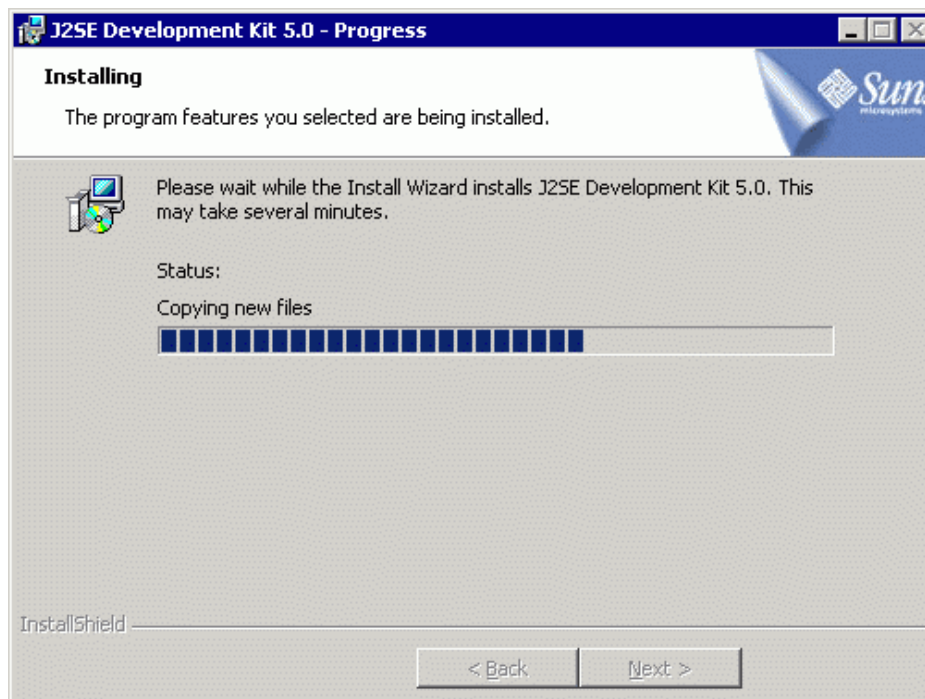 J2SE Development Kit 5.0 - Progress
Installing
The program features you selected are being installed.
Sun
microsystems
Please wait while the Install Wizard installs J2SE Development Kit 5.0. This
may take several minutes.
Status:
Copying new files
InstallShield
< Back
Next >